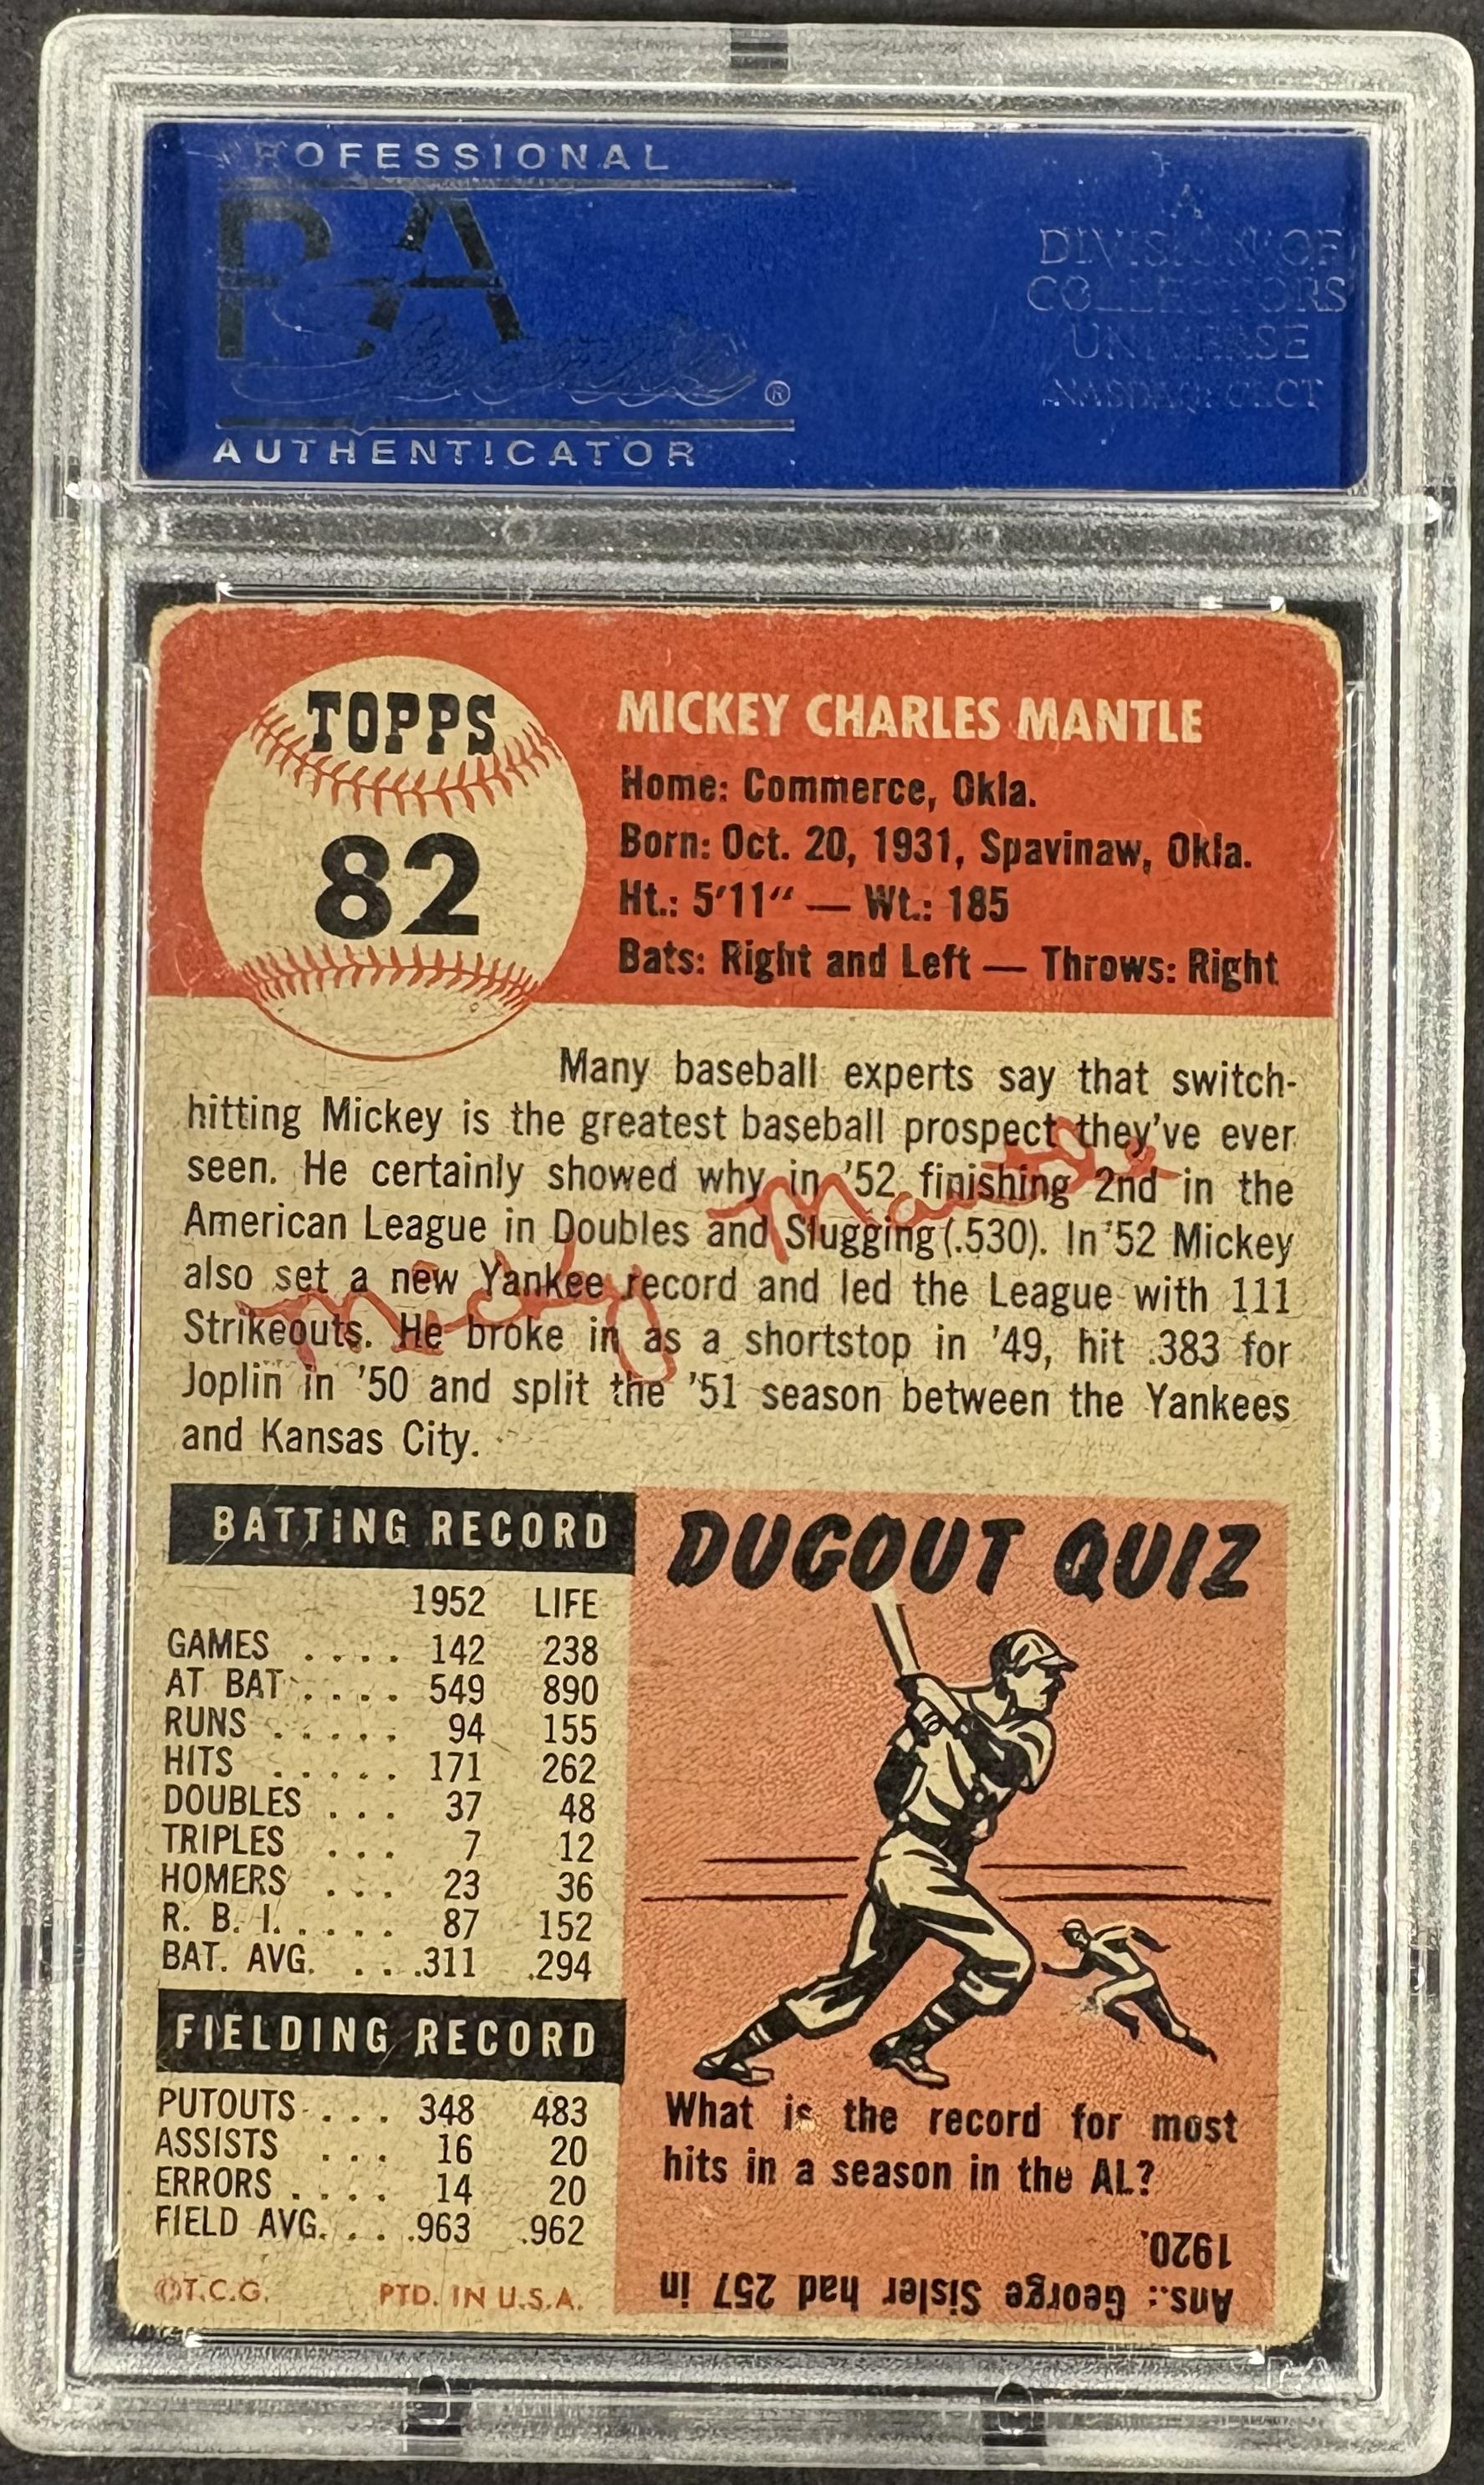 PROFESSIONAL
PSA
Sports ®
AUTHENTICATOR
A
DIVISION OF
COLLECTORS
UNIVERSE
NASDAQ: CLCT
TOPPS
82
MICKEY CHARLES MANTLE
Home: Commerce, Okla.
Born: Oct. 20, 1931, Spavinaw, Okla.
Ht.: 5'11" — Wt.: 185
Bats: Right and Left — Throws: Right
Many baseball experts say that switch-
hitting Mickey is the greatest baseball prospect they've ever
seen. He certainly showed why in '52 finishing 2nd in the
American League in Doubles and Slugging (.530). In '52 Mickey
also set a new Yankee record and led the League with 111
Strikeouts. He broke in as a shortstop in '49, hit .383 for
Joplin in '50 and split the '51 season between the Yankees
and Kansas City.
Micky Mantle
BATTING RECORD
1952 LIFE
GAMES .... 142 238
AT BAT .... 549 890
RUNS ..... 94 155
HITS ..... 171 262
DOUBLES ... 37 48
TRIPLES ... 7 12
HOMERS ... 23 36
R. B. I. ..... 87 152
BAT. AVG. ... .311 .294
FIELDING RECORD
PUTOUTS ... 348 483
ASSISTS ... 16 20
ERRORS .... 14 20
FIELD AVG. ... .963 .962
©T.C.G. PTD. IN U.S.A.
DUGOUT QUIZ
What is the record for most
hits in a season in the AL?
Ans.: George Sisler had 257 in
1920.